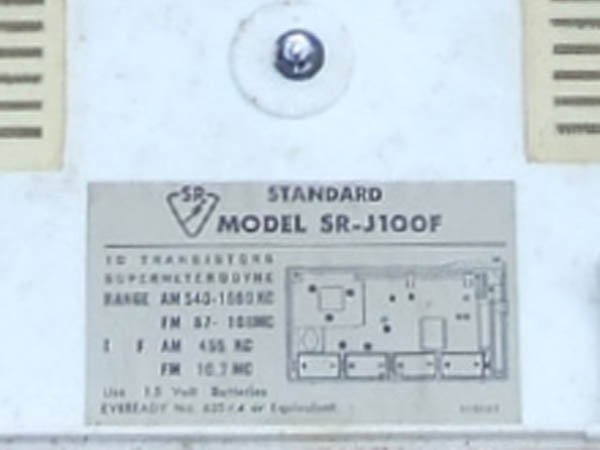 SR STANDARD
MODEL SR-J100F
10 TRANSISTORS
SUPERHETERODYNE
RANGE AM 540-1600 KC
FM 87- 108MC
I F AM 455 KC
FM 10.7 MC
Use 1.5 Volt Batteries
EVEREADY No. or Equivalent